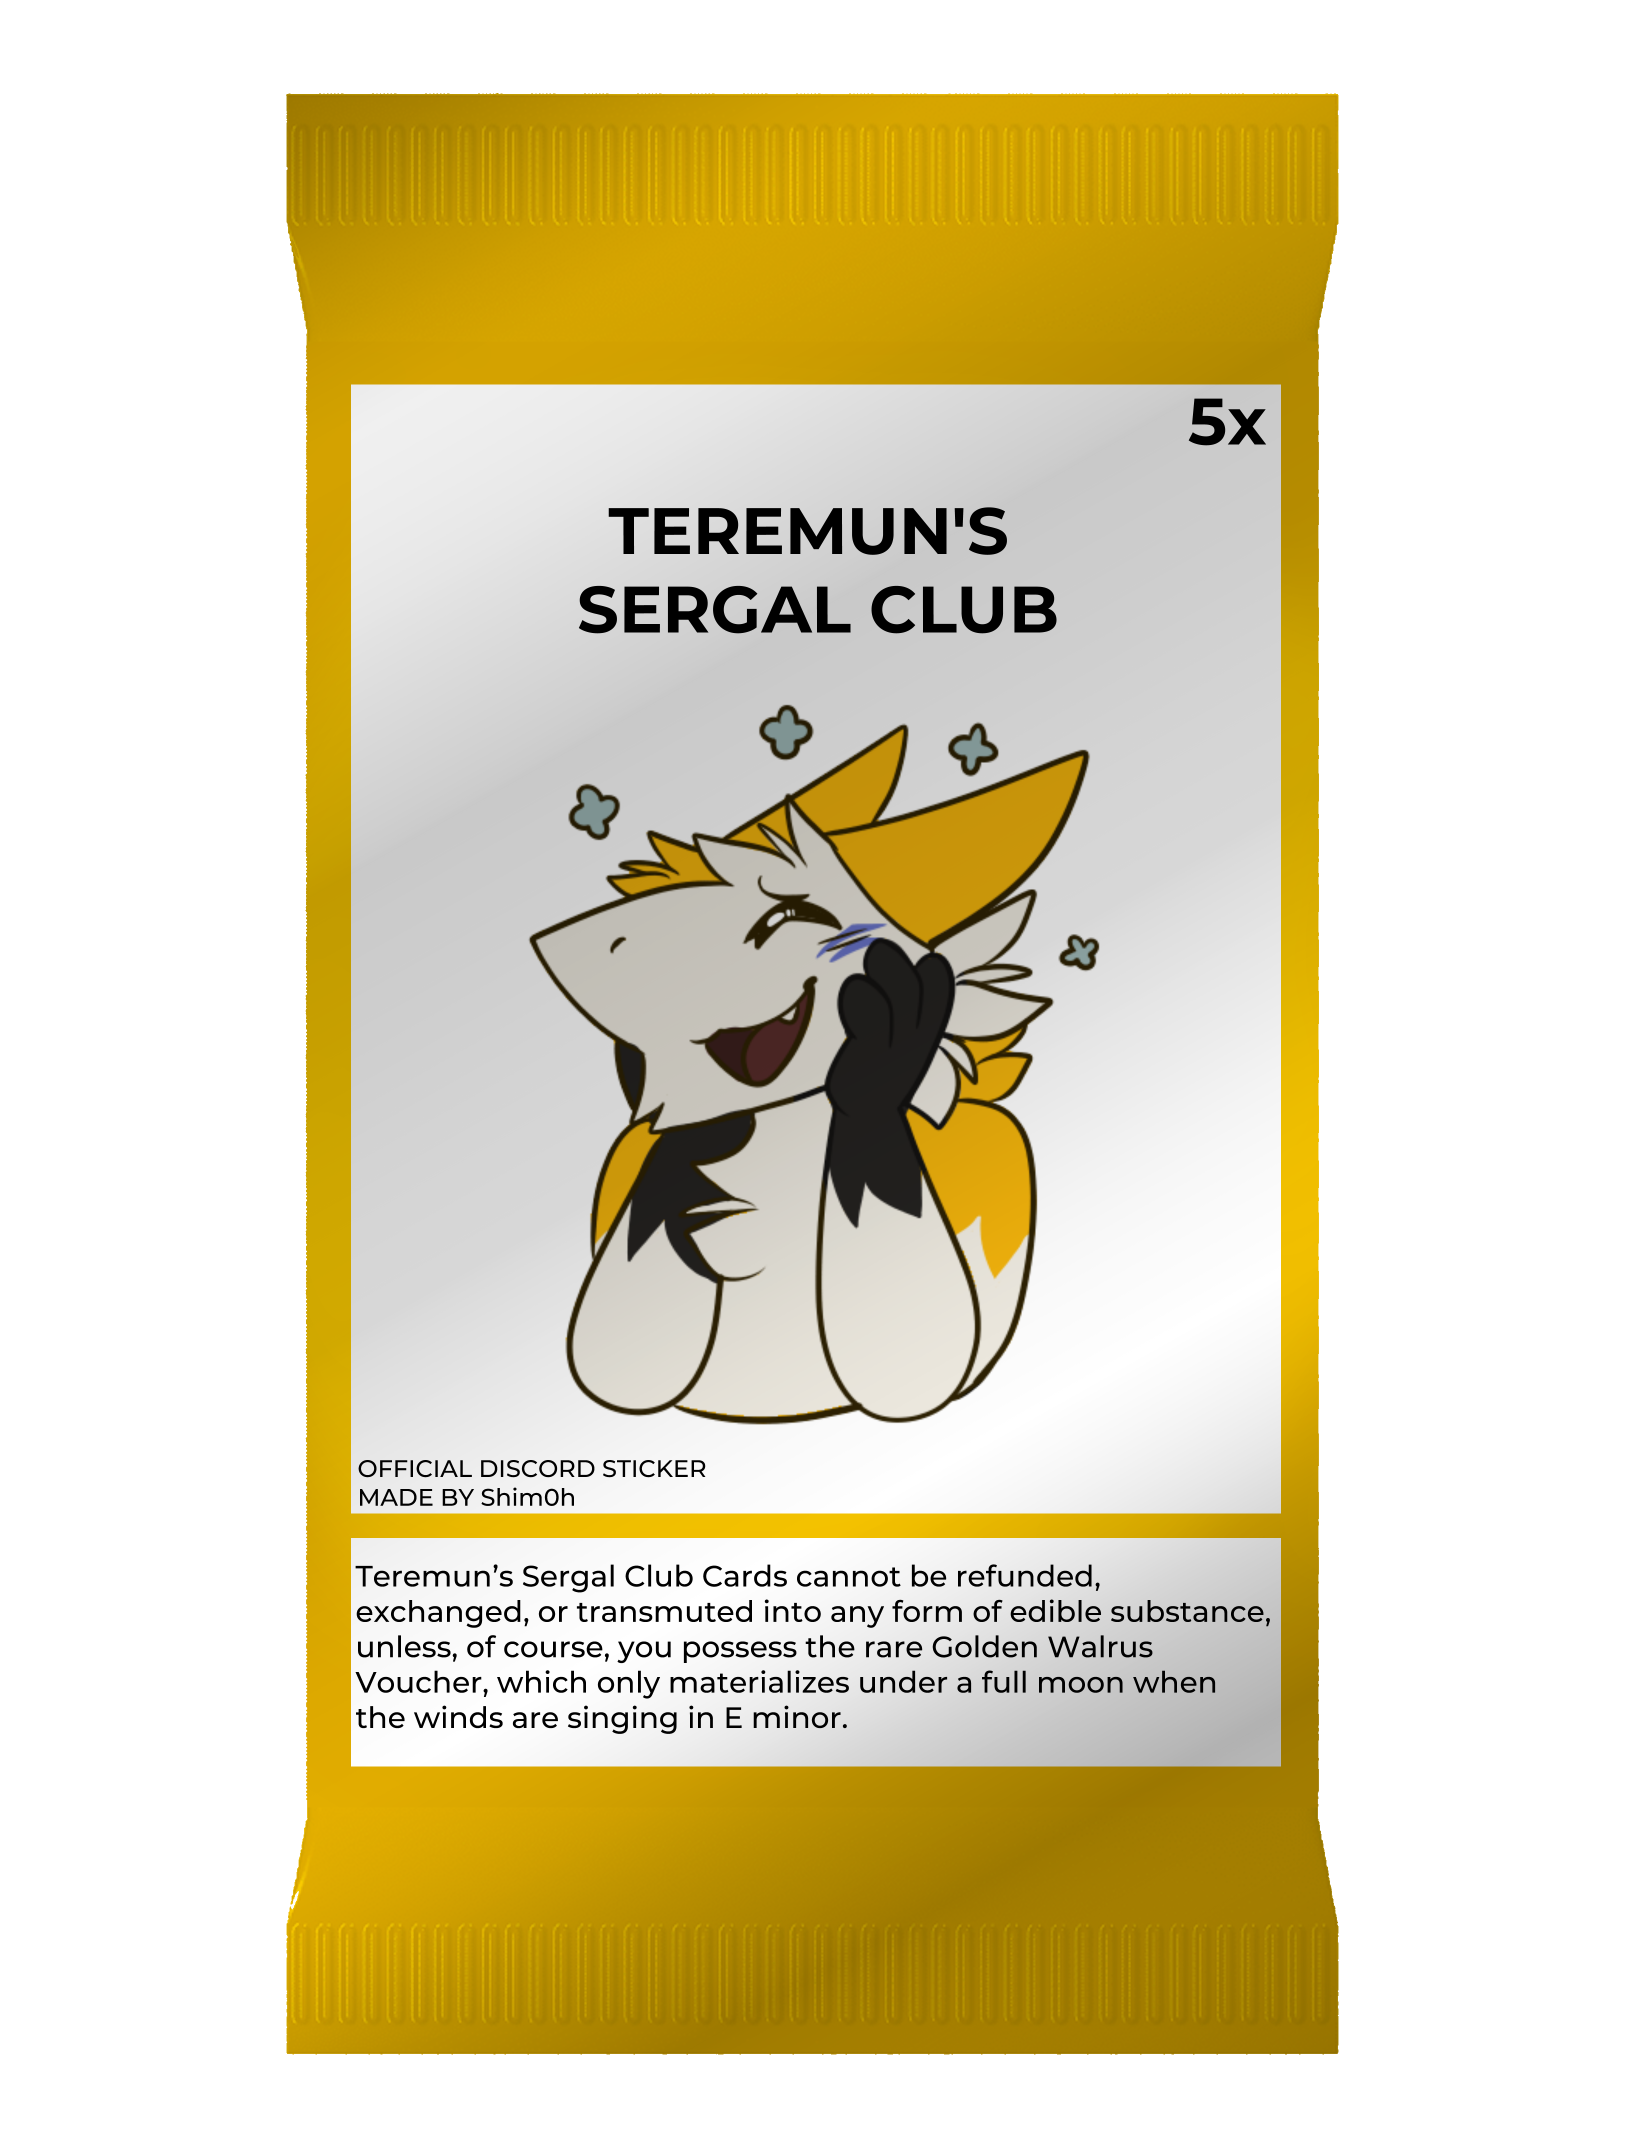 5x
TEREMUN'S
SERGAL CLUB
OFFICIAL DISCORD STICKER
MADE BY Shim0h
Teremun’s Sergal Club Cards cannot be refunded,
exchanged, or transmuted into any form of edible substance,
unless, of course, you possess the rare Golden Walrus
Voucher, which only materializes under a full moon when
the winds are singing in E minor.